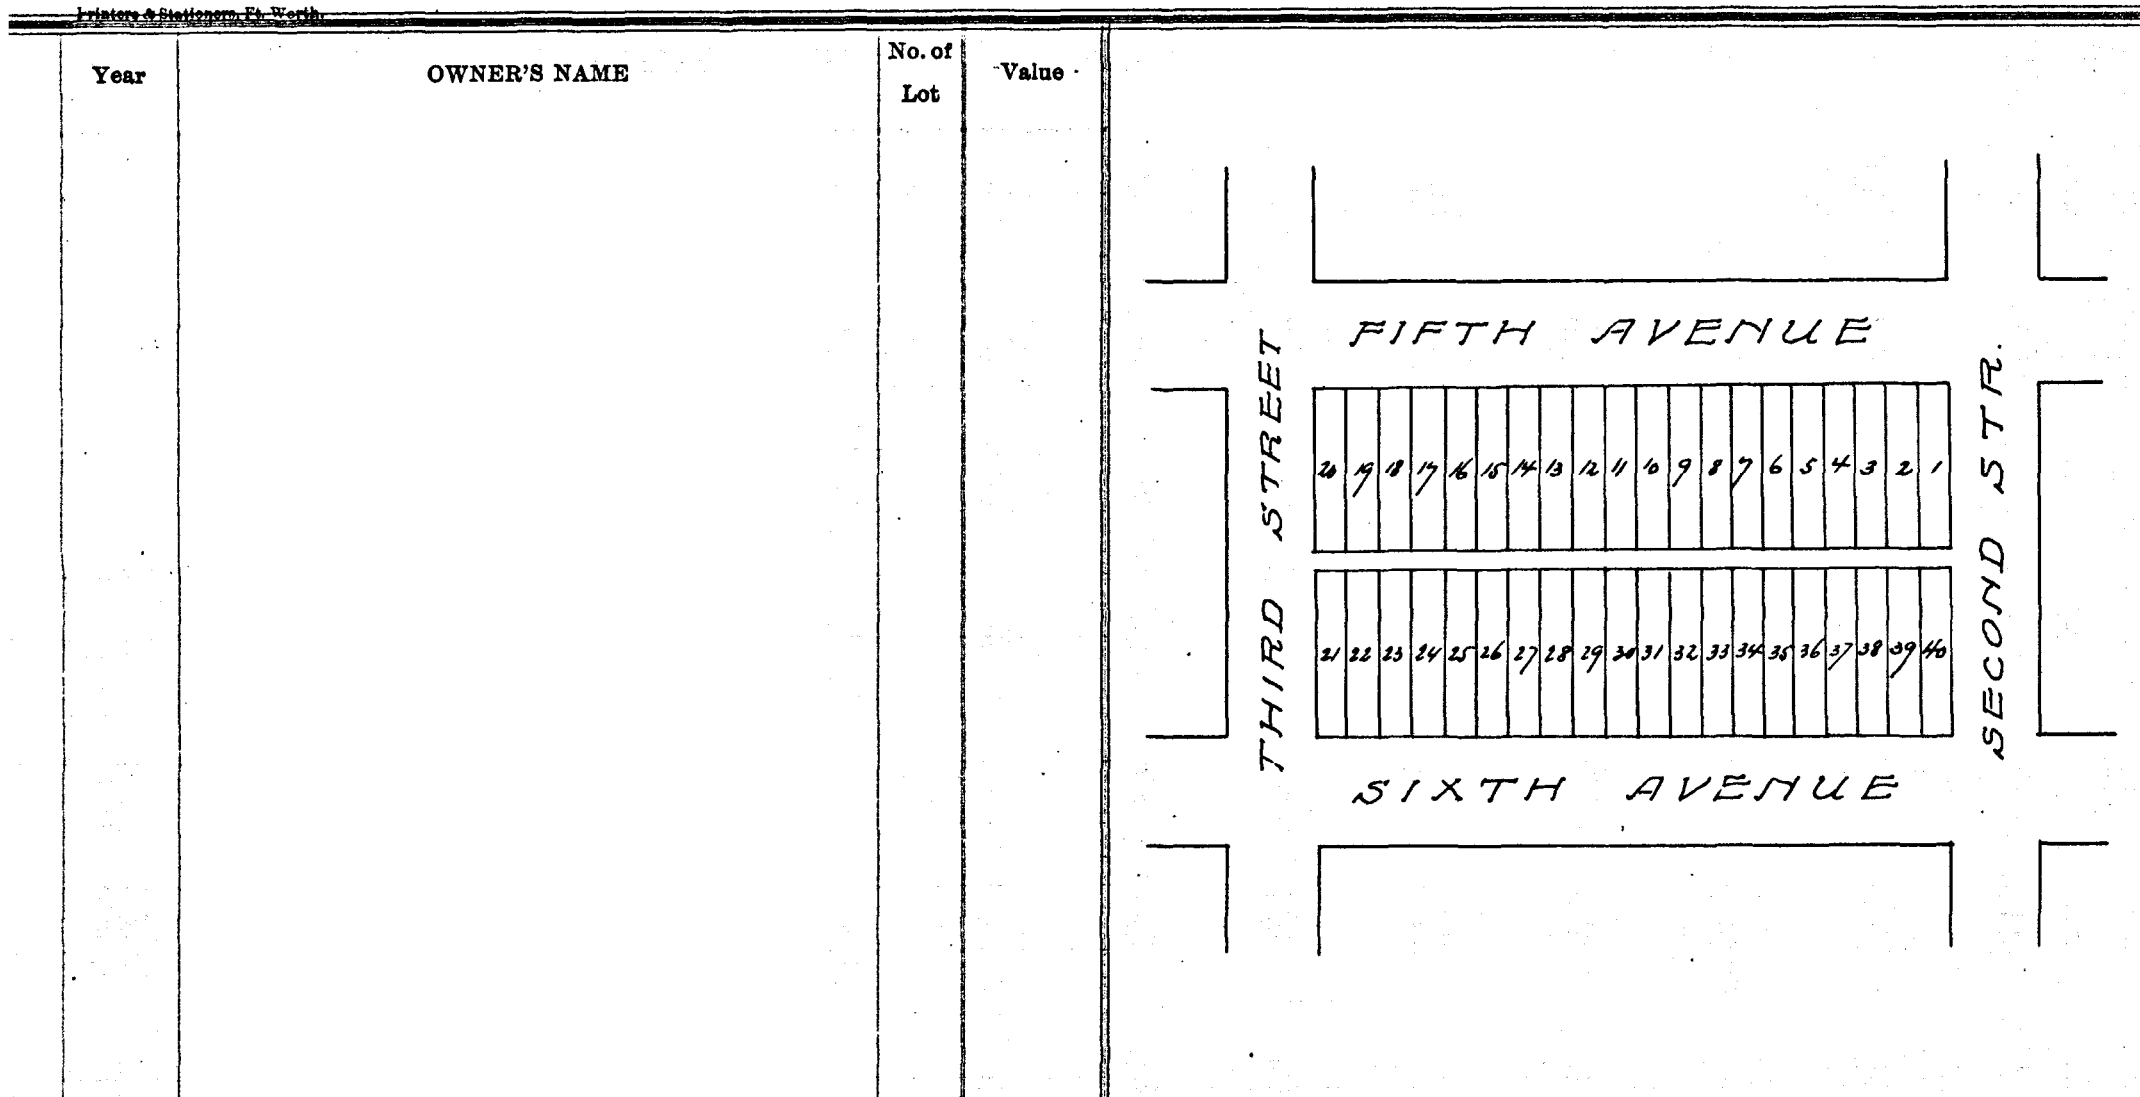 Printers & Stationers, Ft. Worth.
Year
OWNER'S NAME
No. of
Lot
Value
FIFTH AVENUE
THIRD STREET
SECOND STR.
20 19 18 17 16 15 14 13 12 11 10 9 8 7 6 5 4 3 2 1
21 22 23 24 25 26 27 28 29 30 31 32 33 34 35 36 37 38 39 40
SIXTH AVENUE